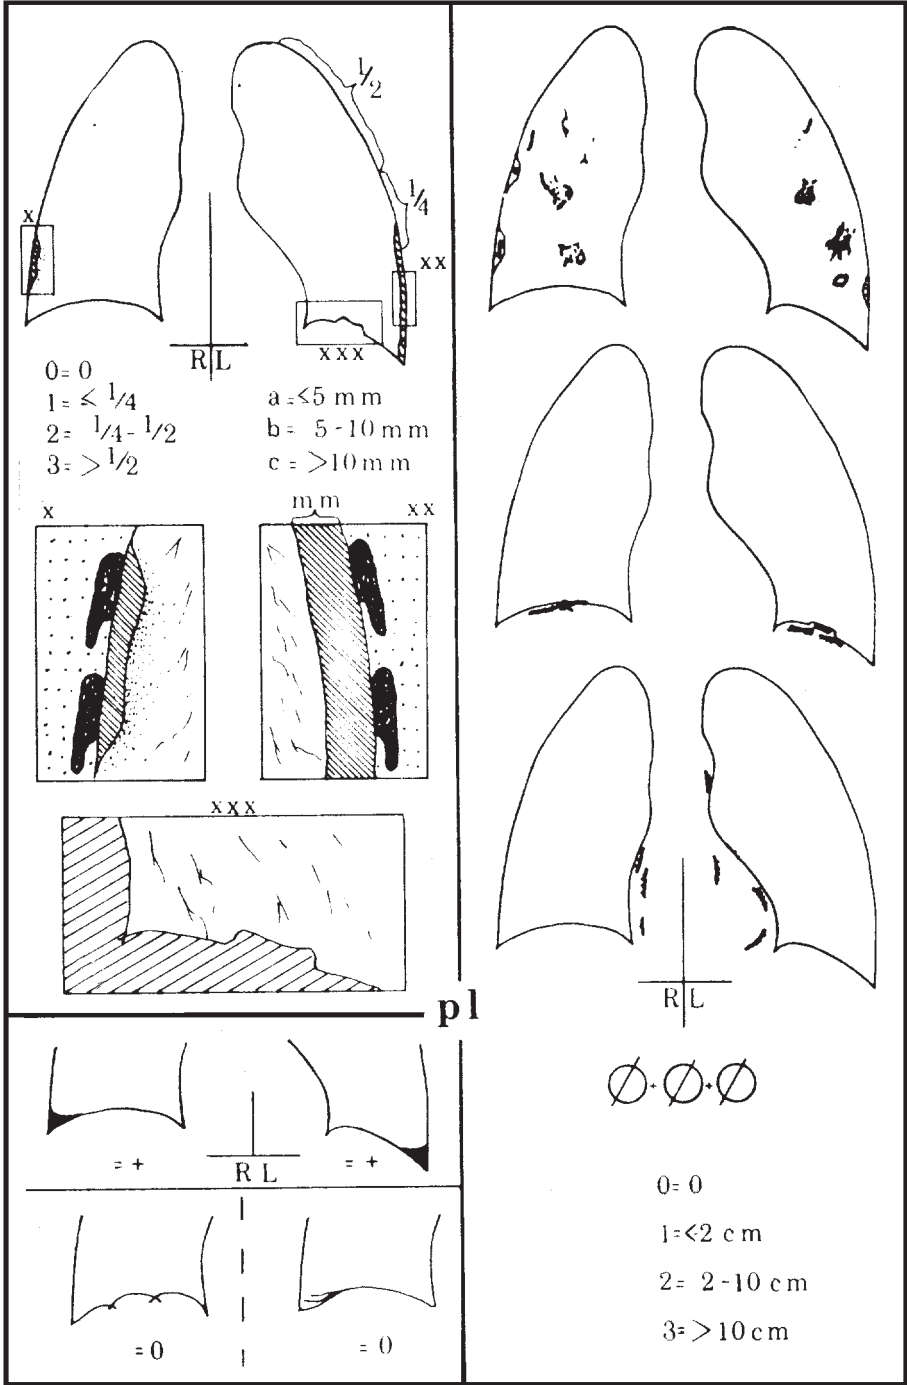 1/2
1/4
x
xx
xxx
R L
0= 0
1= ≤ 1/4
2= 1/4-1/2
3= >1/2
a =≤5 mm
b= 5-10 mm
c = >10 mm
x
mm
xx
xxx
= +
R L
= +
=0
= 0
pl
R L
Ø+Ø+Ø
0= 0
1=<2 cm
2= 2-10 cm
3=>10 cm